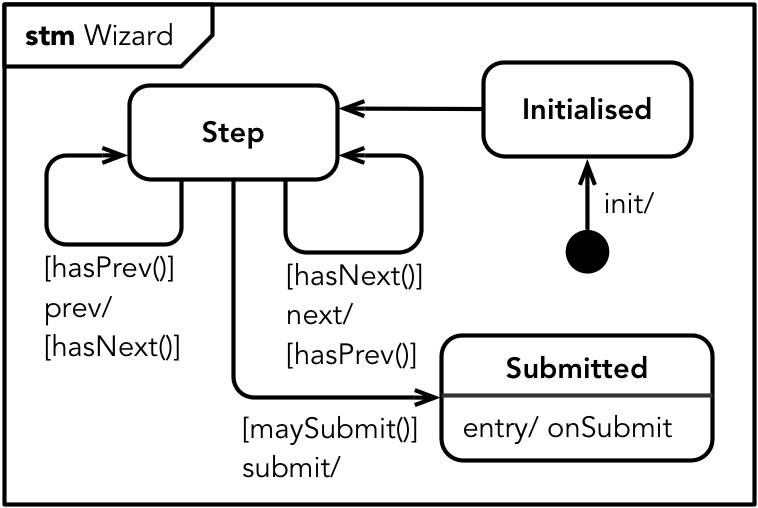 stm Wizard
Step
Initialised
init/
[hasPrev()]
prev/
[hasNext()]
[hasNext()]
next/
[hasPrev()]
[maySubmit()]
submit/
Submitted
entry/ onSubmit